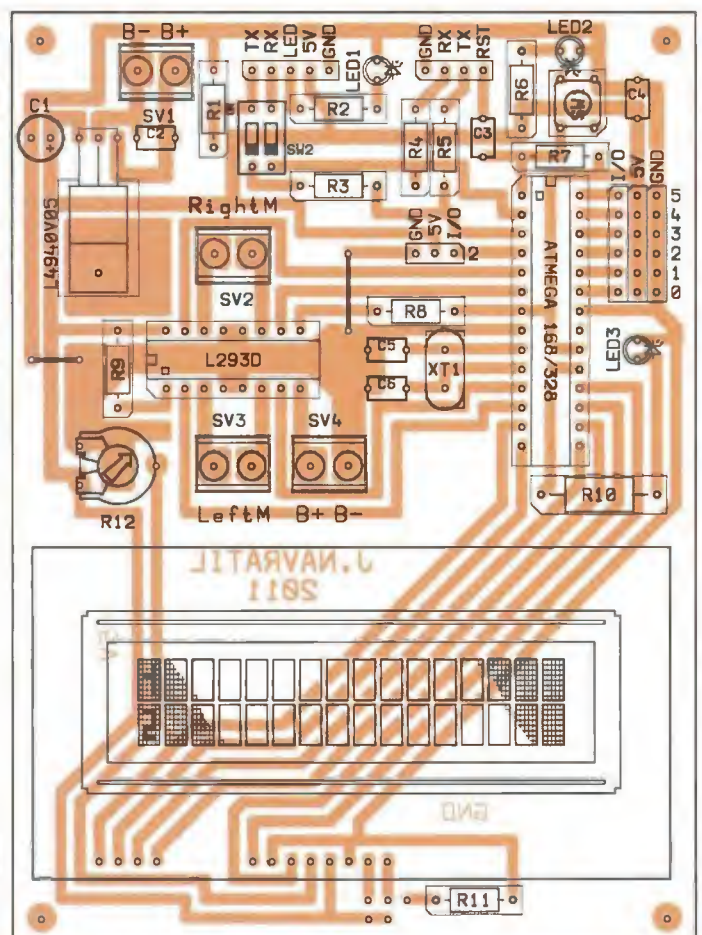 B- B+
TX RX LED 5V GND
LED1
GND RX TX RST
LED2
C1
SV1
C2
R1
SW2
R2
R3
R4
R5
C3
R6
C4
R7
I/O 5V GND
5
4
3
2
1
0
L4940V05
RightM
SV2
GND 5V I/O
12
ATMEGA 168/328
R8
L293D
R9
C5
C6
XT1
LED3
SV3
SV4
LeftM B+ B-
R12
R10
J.NAVRATIL
2011
GND
R11